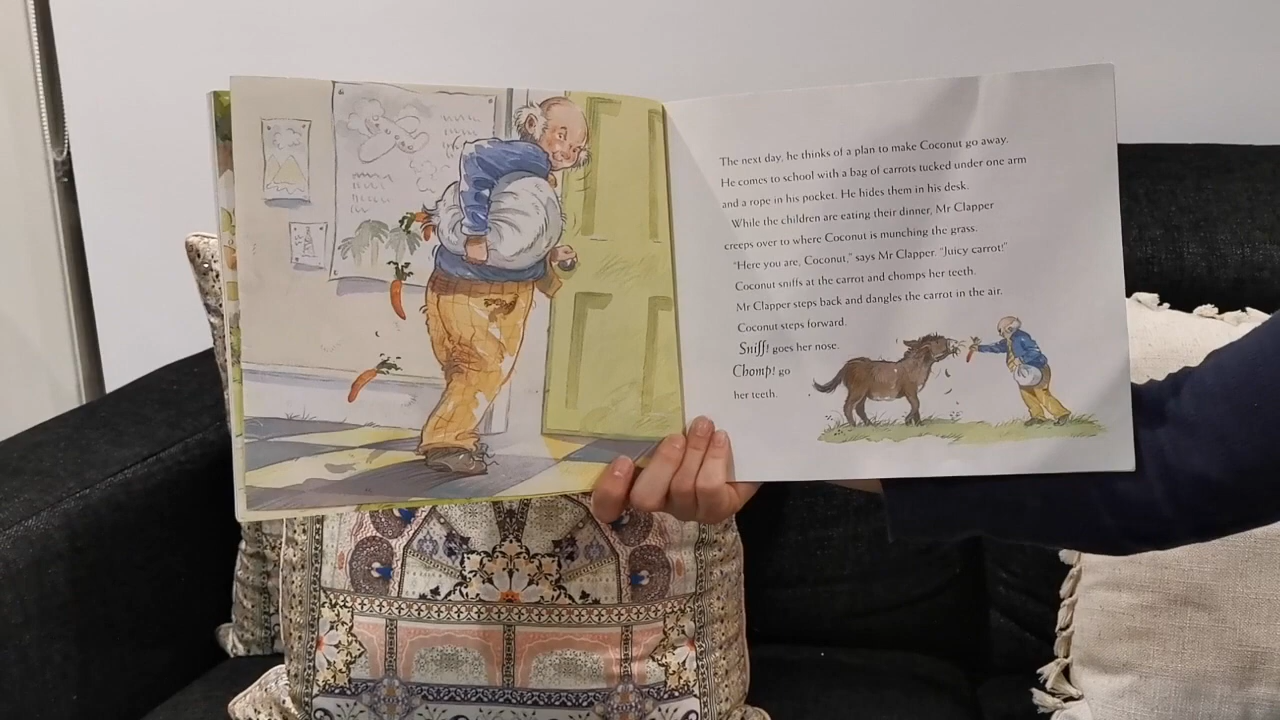 The next day, he thinks of a plan to make Coconut go away.
He comes to school with a bag of carrots tucked under one arm
and a rope in his pocket. He hides them in his desk.
While the children are eating their dinner, Mr Clapper
creeps over to where Coconut is munching the grass.
"Here you are, Coconut," says Mr Clapper. "Juicy carrot!"
Coconut sniffs at the carrot and chomps her teeth.
Mr Clapper steps back and dangles the carrot in the air.
Coconut steps forward.
Sniff! goes her nose.
Chomp! go
her teeth.